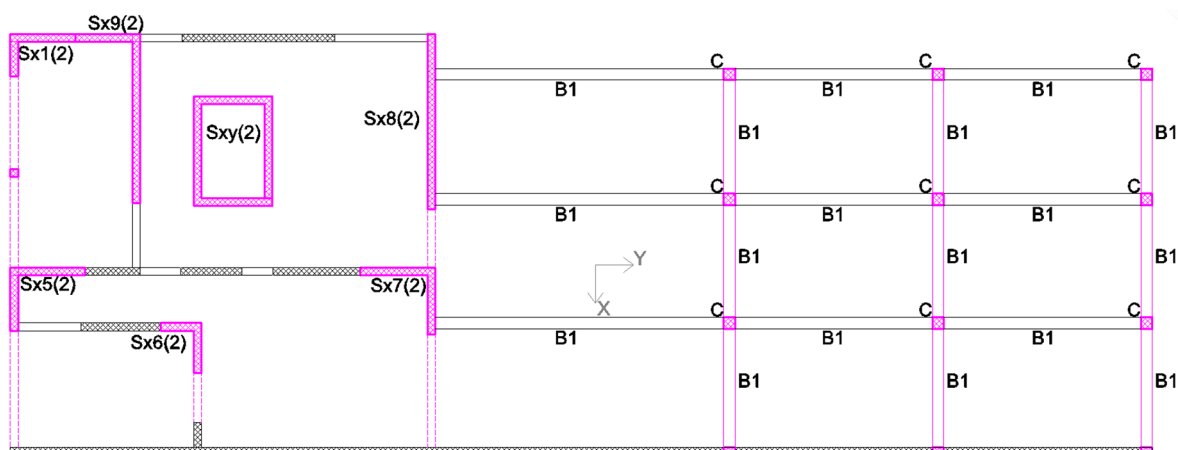 Sx9(2)
Sx1(2)
C C C
B1 B1 B1
Sx8(2)
Sxy(2)
B1 B1 B1
C C C
B1 B1 B1
Y
B1 B1 B1
X
Sx5(2)
Sx7(2)
C C C
Sx6(2)
B1 B1 B1
B1 B1 B1